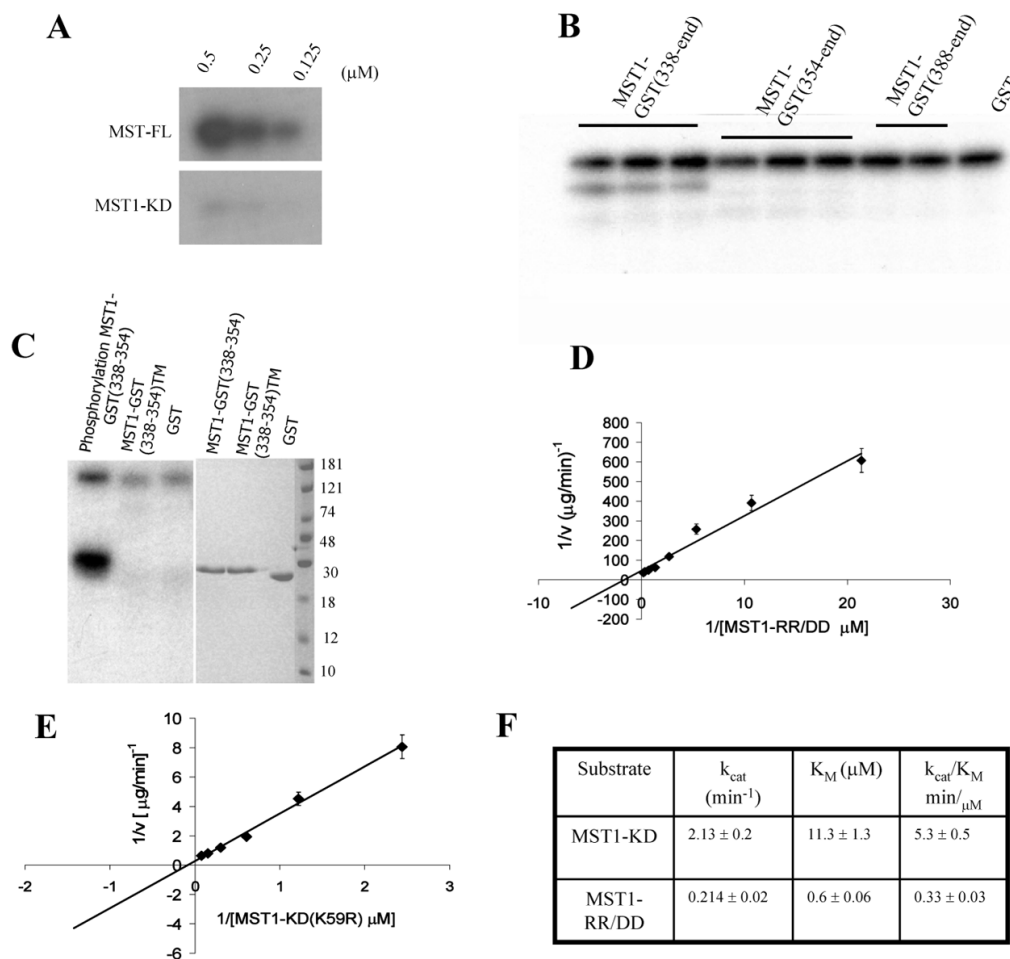 A
0.5
0.25
0.125
(μM)
MST-FL
MST1-KD
B
MST1-
GST(338-end)
MST1-
GST(354-end)
MST1-
GST(388-end)
C
Phosphorylation MST1-
GST(338-354)
MST1-GST
(338-354)TM
GST
MST1-GST(338-354)
MST1-GST
(338-354)TM
GST
181
121
74
48
30
18
12
10
D
1/v (μg/min)⁻¹
800
700
600
500
400
300
200
100
0
-100
-200
-10
0
10
20
30
1/[MST1-RR/DD μM]
E
1/v [ μg/min]⁻¹
10
8
6
4
2
0
-2
-4
-6
-2
-1
0
1
2
3
1/[MST1-KD(K59R) μM]
F
Substrate
k_cat
(min⁻¹)
K_M (μM)
k_cat/K_M
min/μM
MST1-KD
2.13 ± 0.2
11.3 ± 1.3
5.3 ± 0.5
MST1-
RR/DD
0.214 ± 0.02
0.6 ± 0.06
0.33 ± 0.03